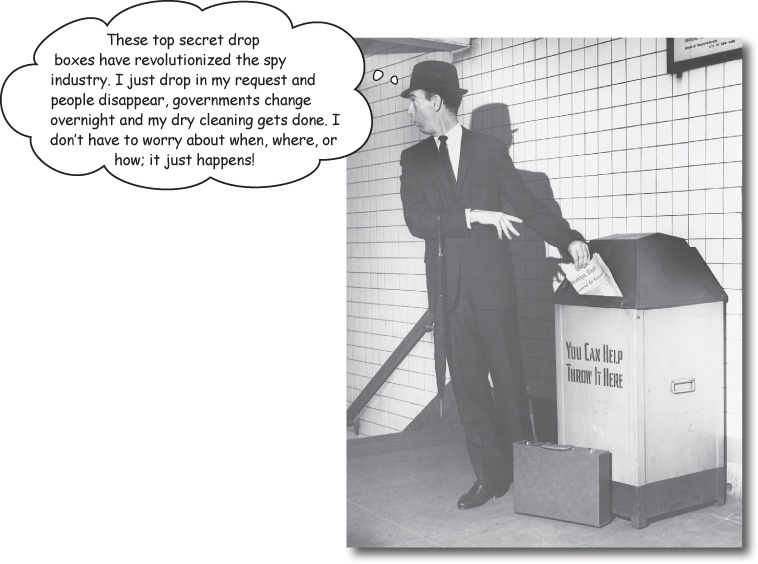 These top secret drop
boxes have revolutionized the spy
industry. I just drop in my request and
people disappear, governments change
overnight and my dry cleaning gets done. I
don't have to worry about when, where, or
how; it just happens!
YOU CAN HELP
THROW IT HERE